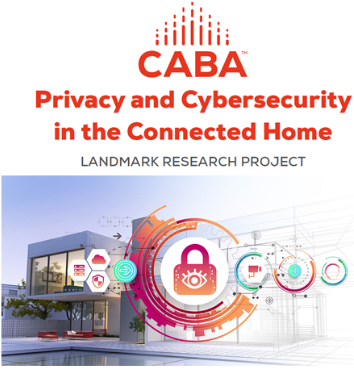 CABA™
Privacy and Cybersecurity
in the Connected Home
LANDMARK RESEARCH PROJECT